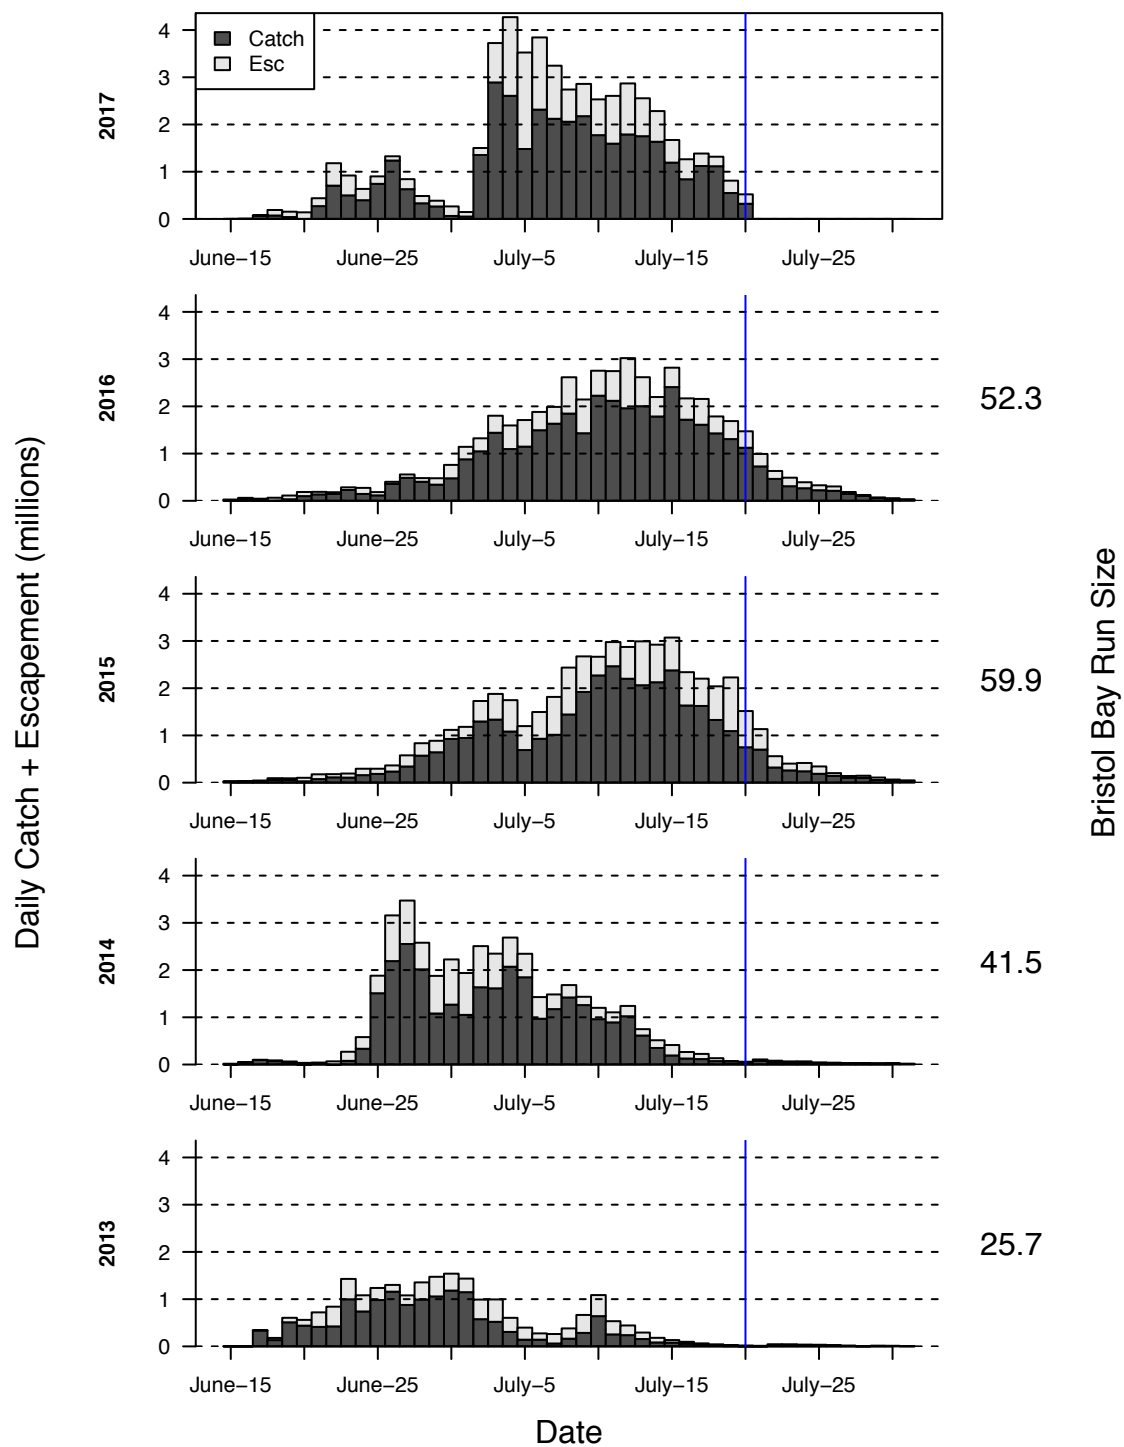 Daily Catch + Escapement (millions)
2017
4
3
2
1
0
Catch
Esc
June−15
June−25
July−5
July−15
July−25
2016
4
3
2
1
0
June−15
June−25
July−5
July−15
July−25
52.3
2015
4
3
2
1
0
June−15
June−25
July−5
July−15
July−25
59.9
2014
4
3
2
1
0
June−15
June−25
July−5
July−15
July−25
41.5
2013
4
3
2
1
0
June−15
June−25
July−5
July−15
July−25
25.7
Date
Bristol Bay Run Size